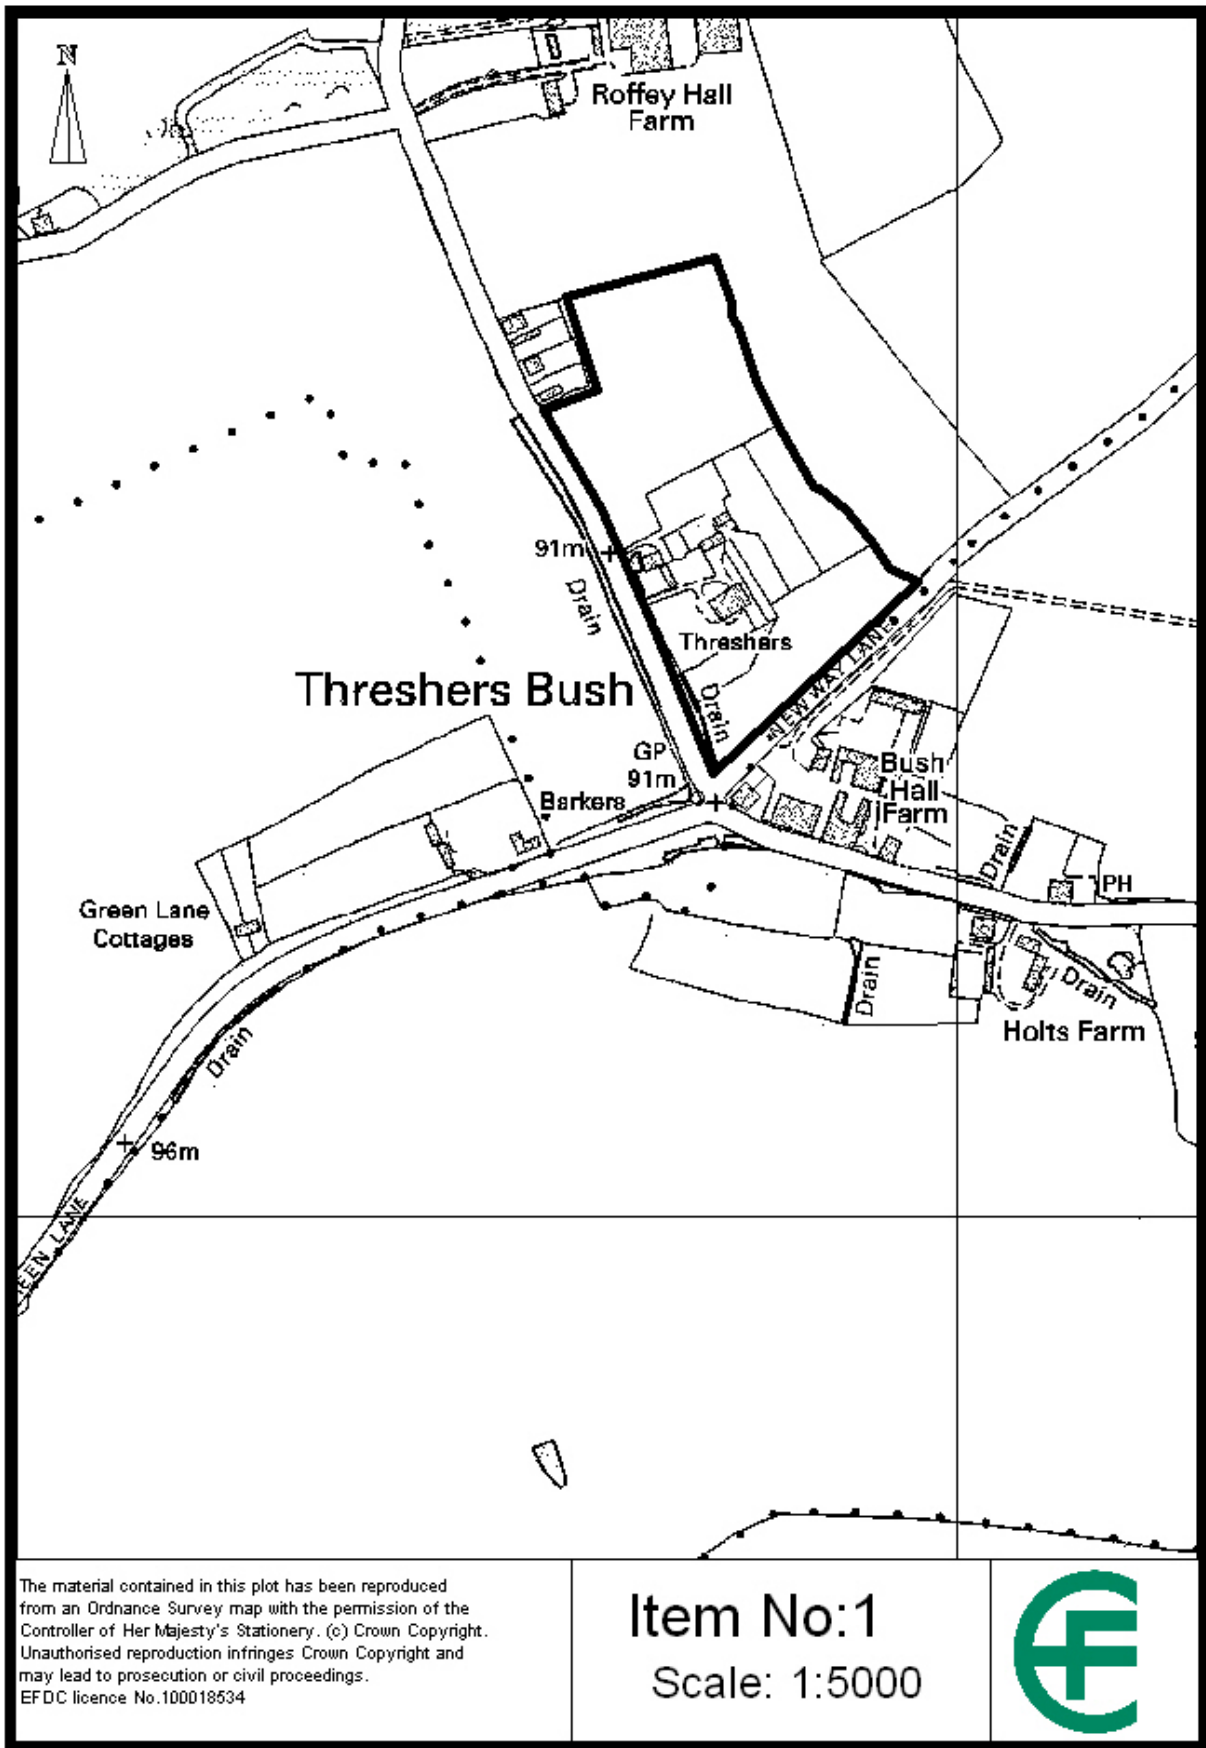 N
Roffey Hall
Farm
91m
Drain
Threshers
Threshers Bush
Drain
NEW WAY LANE
GP
91m
Barkers
Bush
Hall
Farm
Drain
PH
Green Lane
Cottages
Drain
Drain
Holts Farm
Drain
96m
EEN LANE
The material contained in this plot has been reproduced
from an Ordnance Survey map with the permission of the
Controller of Her Majesty's Stationery. (c) Crown Copyright.
Unauthorised reproduction infringes Crown Copyright and
may lead to prosecution or civil proceedings.
EFDC licence No.100018534
Item No:1
Scale: 1:5000